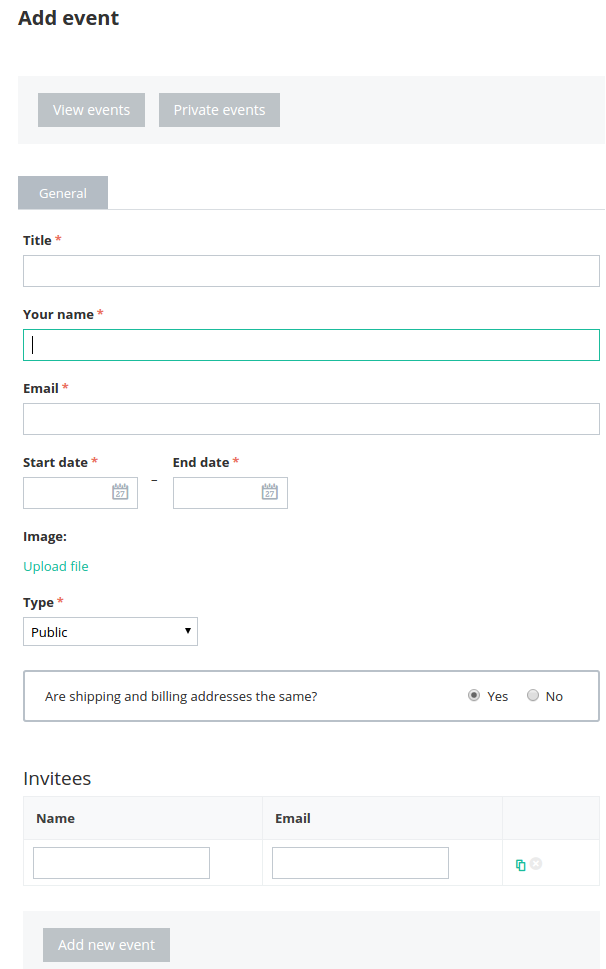 Add event
View events Private events
General
Title *
Your name *
Email *
Start date * End date *
27 – 27
Image:
Upload file
Type *
Public
Are shipping and billing addresses the same? Yes No
Invitees
Name Email
Add new event